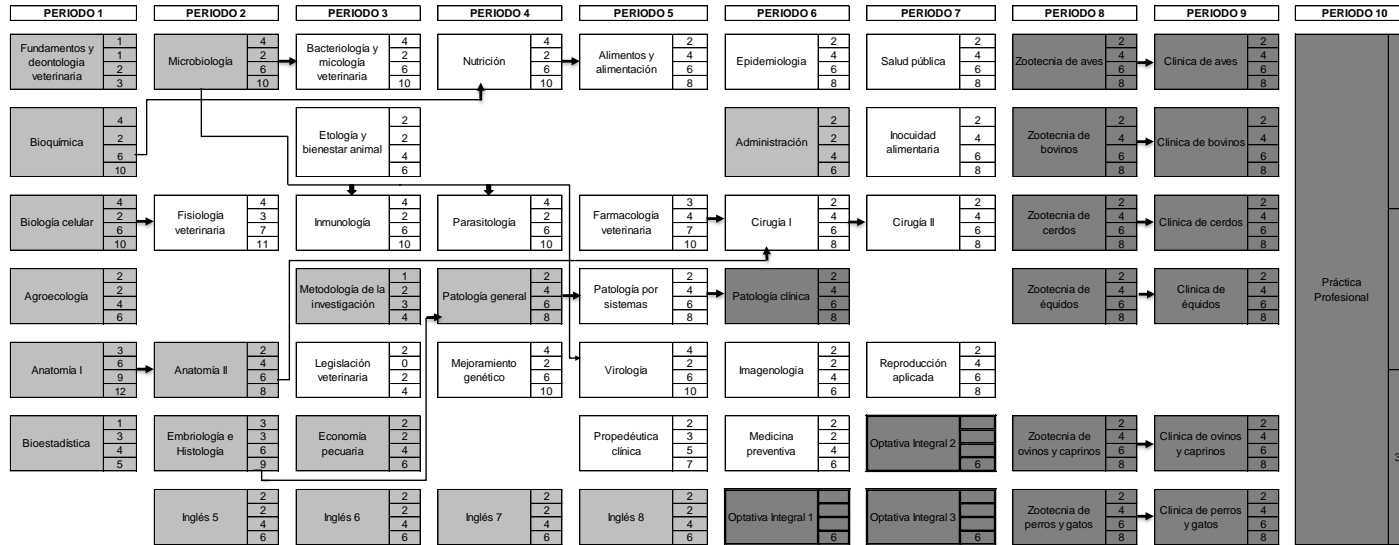 PERIODO 1
PERIODO 2
PERIODO 3
PERIODO 4
PERIODO 5
PERIODO 6
PERIODO 7
PERIODO 8
PERIODO 9
PERIODO 10
Fundamentos y
deontologia
veterinaria
1
1
2
3
Microbiología
4
2
6
10
Bacteriología y
micología
veterinaria
4
2
6
10
Nutrición
4
2
6
10
Alimentos y
alimentación
2
4
6
8
Epidemiologia
2
4
6
8
Salud pública
2
4
6
8
Zootecnia de aves
2
4
6
8
Clinica de aves
2
4
6
8
Bioquímica
4
2
6
10
Etología y
bienestar animal
2
2
4
6
Administración
2
2
4
6
Inocuidad
alimentaria
2
4
6
8
Zootecnia de
bovinos
2
4
6
8
Clinica de bovinos
2
4
6
8
Biología celular
4
2
6
10
Fisiología
veterinaria
4
3
7
11
Inmunología
4
2
6
10
Parasitología
4
2
6
10
Farmacología
veterinaria
3
4
7
10
Cirugía I
2
4
6
8
Cirugía II
2
4
6
8
Zootecnia de
cerdos
2
4
6
8
Clinica de cerdos
2
4
6
8
Agroecología
2
2
4
6
Metodología de la
investigación
1
2
3
4
Patología general
2
4
6
8
Patología por
sistemas
2
4
6
8
Patología clínica
2
4
6
8
Zootecnia de
équidos
2
4
6
8
Clinica de
équidos
2
4
6
8
Práctica
Profesional
Anatomía I
3
6
9
12
Anatomía II
2
4
6
8
Legislación
veterinaria
2
0
2
4
Mejoramiento
genético
4
2
6
10
Virología
4
2
6
10
Imagenologia
2
2
4
6
Reproducción
aplicada
2
4
6
8
Bioestadística
1
3
4
5
Embriología e
Histología
3
3
6
9
Economía
pecuaria
2
2
4
6
Propedéutica
clínica
2
3
5
7
Medicina
preventiva
2
2
4
6
Optativa Integral 2
6
Zootecnia de
ovinos y caprinos
2
4
6
8
Clinica de ovinos
y caprinos
2
4
6
8
3
Inglés 5
2
2
4
6
Inglés 6
2
2
4
6
Inglés 7
2
2
4
6
Inglés 8
2
2
4
6
Optativa Integral 1
6
Optativa Integral 3
6
Zootecnia de
perros y gatos
2
4
6
8
Clinica de perros
y gatos
2
4
6
8